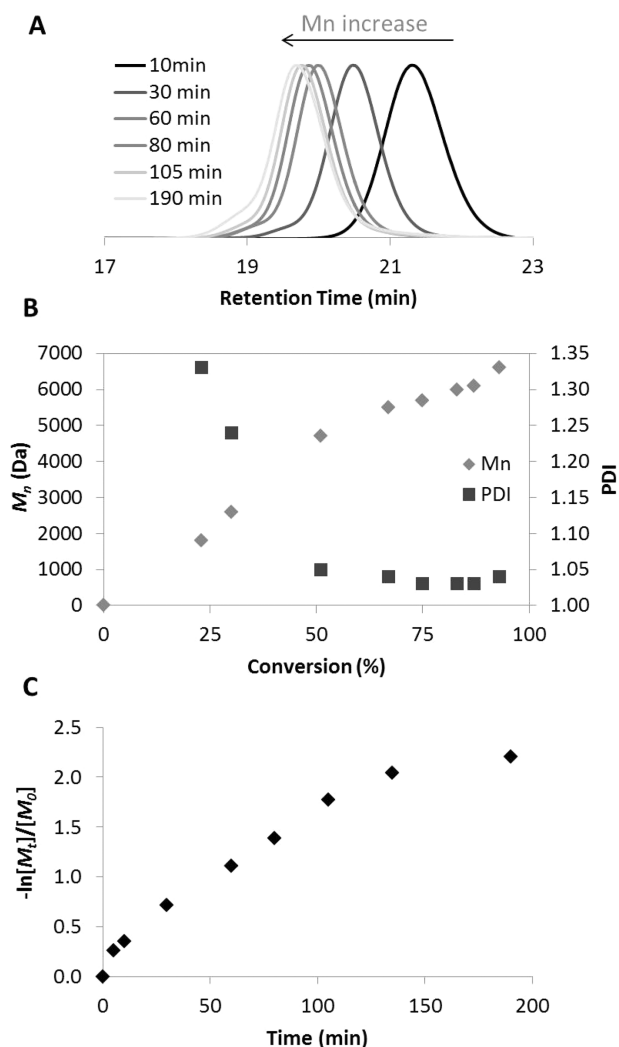 A
Mn increase
10min
30 min
60 min
80 min
105 min
190 min
17 19 21 23
Retention Time (min)
B
7000
6000
5000
4000
3000
2000
1000
0
Mn (Da)
1.35
1.30
1.25
1.20
1.15
1.10
1.05
1.00
PDI
Mn
PDI
0 25 50 75 100
Conversion (%)
C
2.5
2.0
1.5
1.0
0.5
0.0
-ln[Mt]/[M0]
0 50 100 150 200
Time (min)